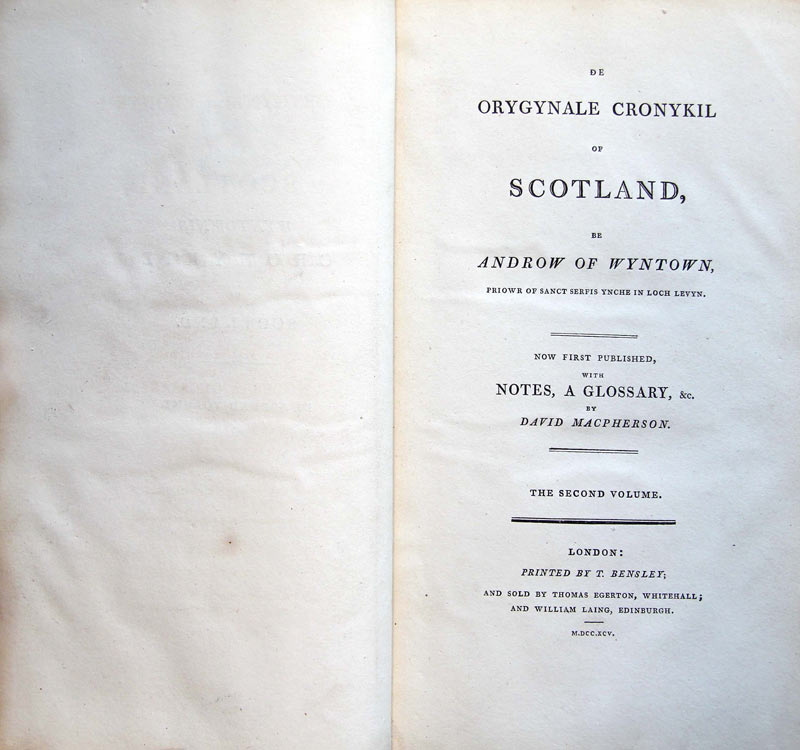 ÐE
ORYGYNALE CRONYKIL
OF
SCOTLAND,
BE
ANDROW OF WYNTOWN,
PRIOWR OF SANCT SERFIS YNCHE IN LOCH LEVYN.
NOW FIRST PUBLISHED,
WITH
NOTES, A GLOSSARY, &c.
BY
DAVID MACPHERSON.
THE SECOND VOLUME.
LONDON:
PRINTED BY T. BENSLEY;
AND SOLD BY THOMAS EGERTON, WHITEHALL;
AND WILLIAM LAING, EDINBURGH.
M.DCC.XCV.